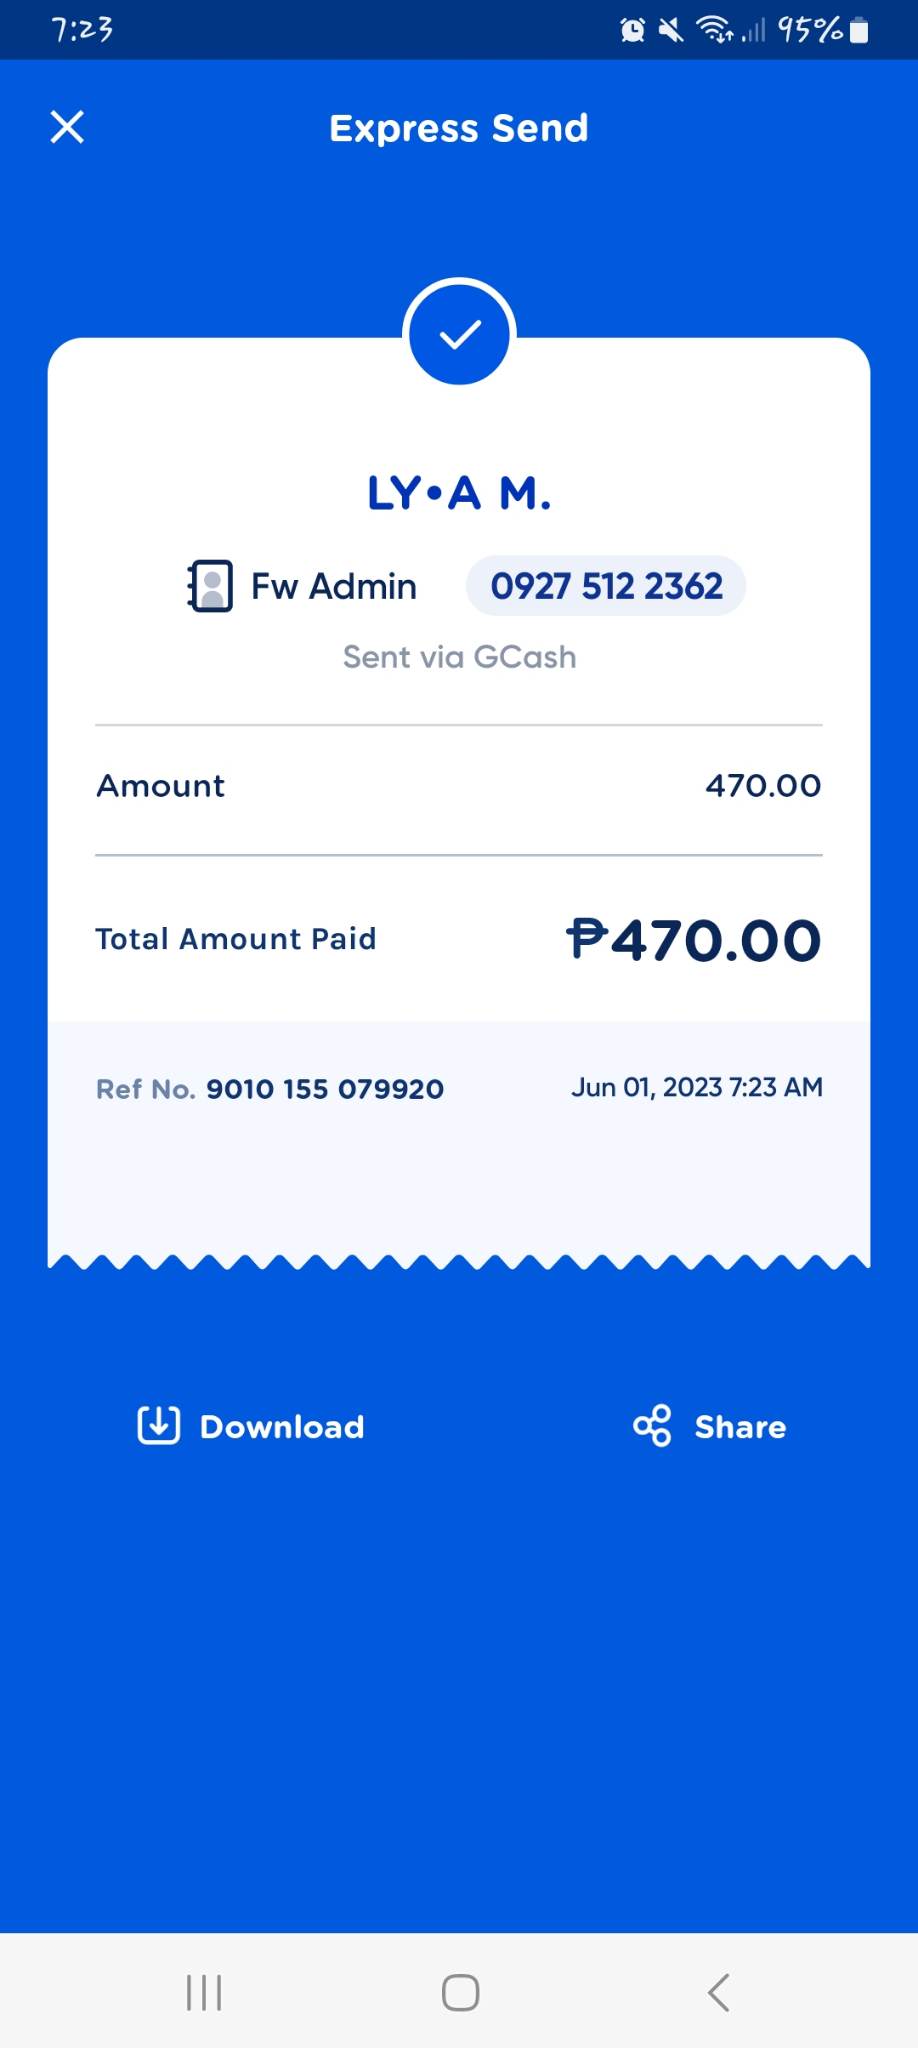 7:23 95%
Express Send
LY•A M.
Fw Admin 0927 512 2362
Sent via GCash
Amount 470.00
Total Amount Paid ₱470.00
Ref No. 9010 155 079920 Jun 01, 2023 7:23 AM
Download Share